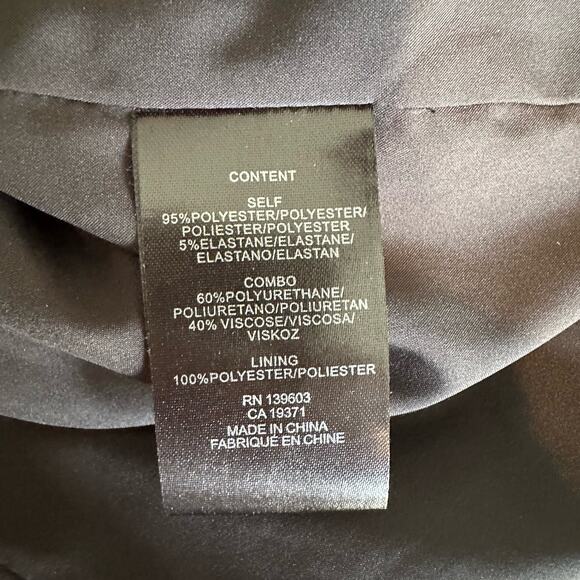 CONTENT
SELF
95%POLYESTER/POLYESTER/
POLIESTER/POLYESTER
5%ELASTANE/ELASTANE/
ELASTANO/ELASTAN
COMBO
60%POLYURETHANE/
POLIURETANO/POLIURETAN
40% VISCOSE/VISCOSA/
VISKOZ
LINING
100%POLYESTER/POLIESTER
RN 139603
CA 19371
MADE IN CHINA
FABRIQUE EN CHINE